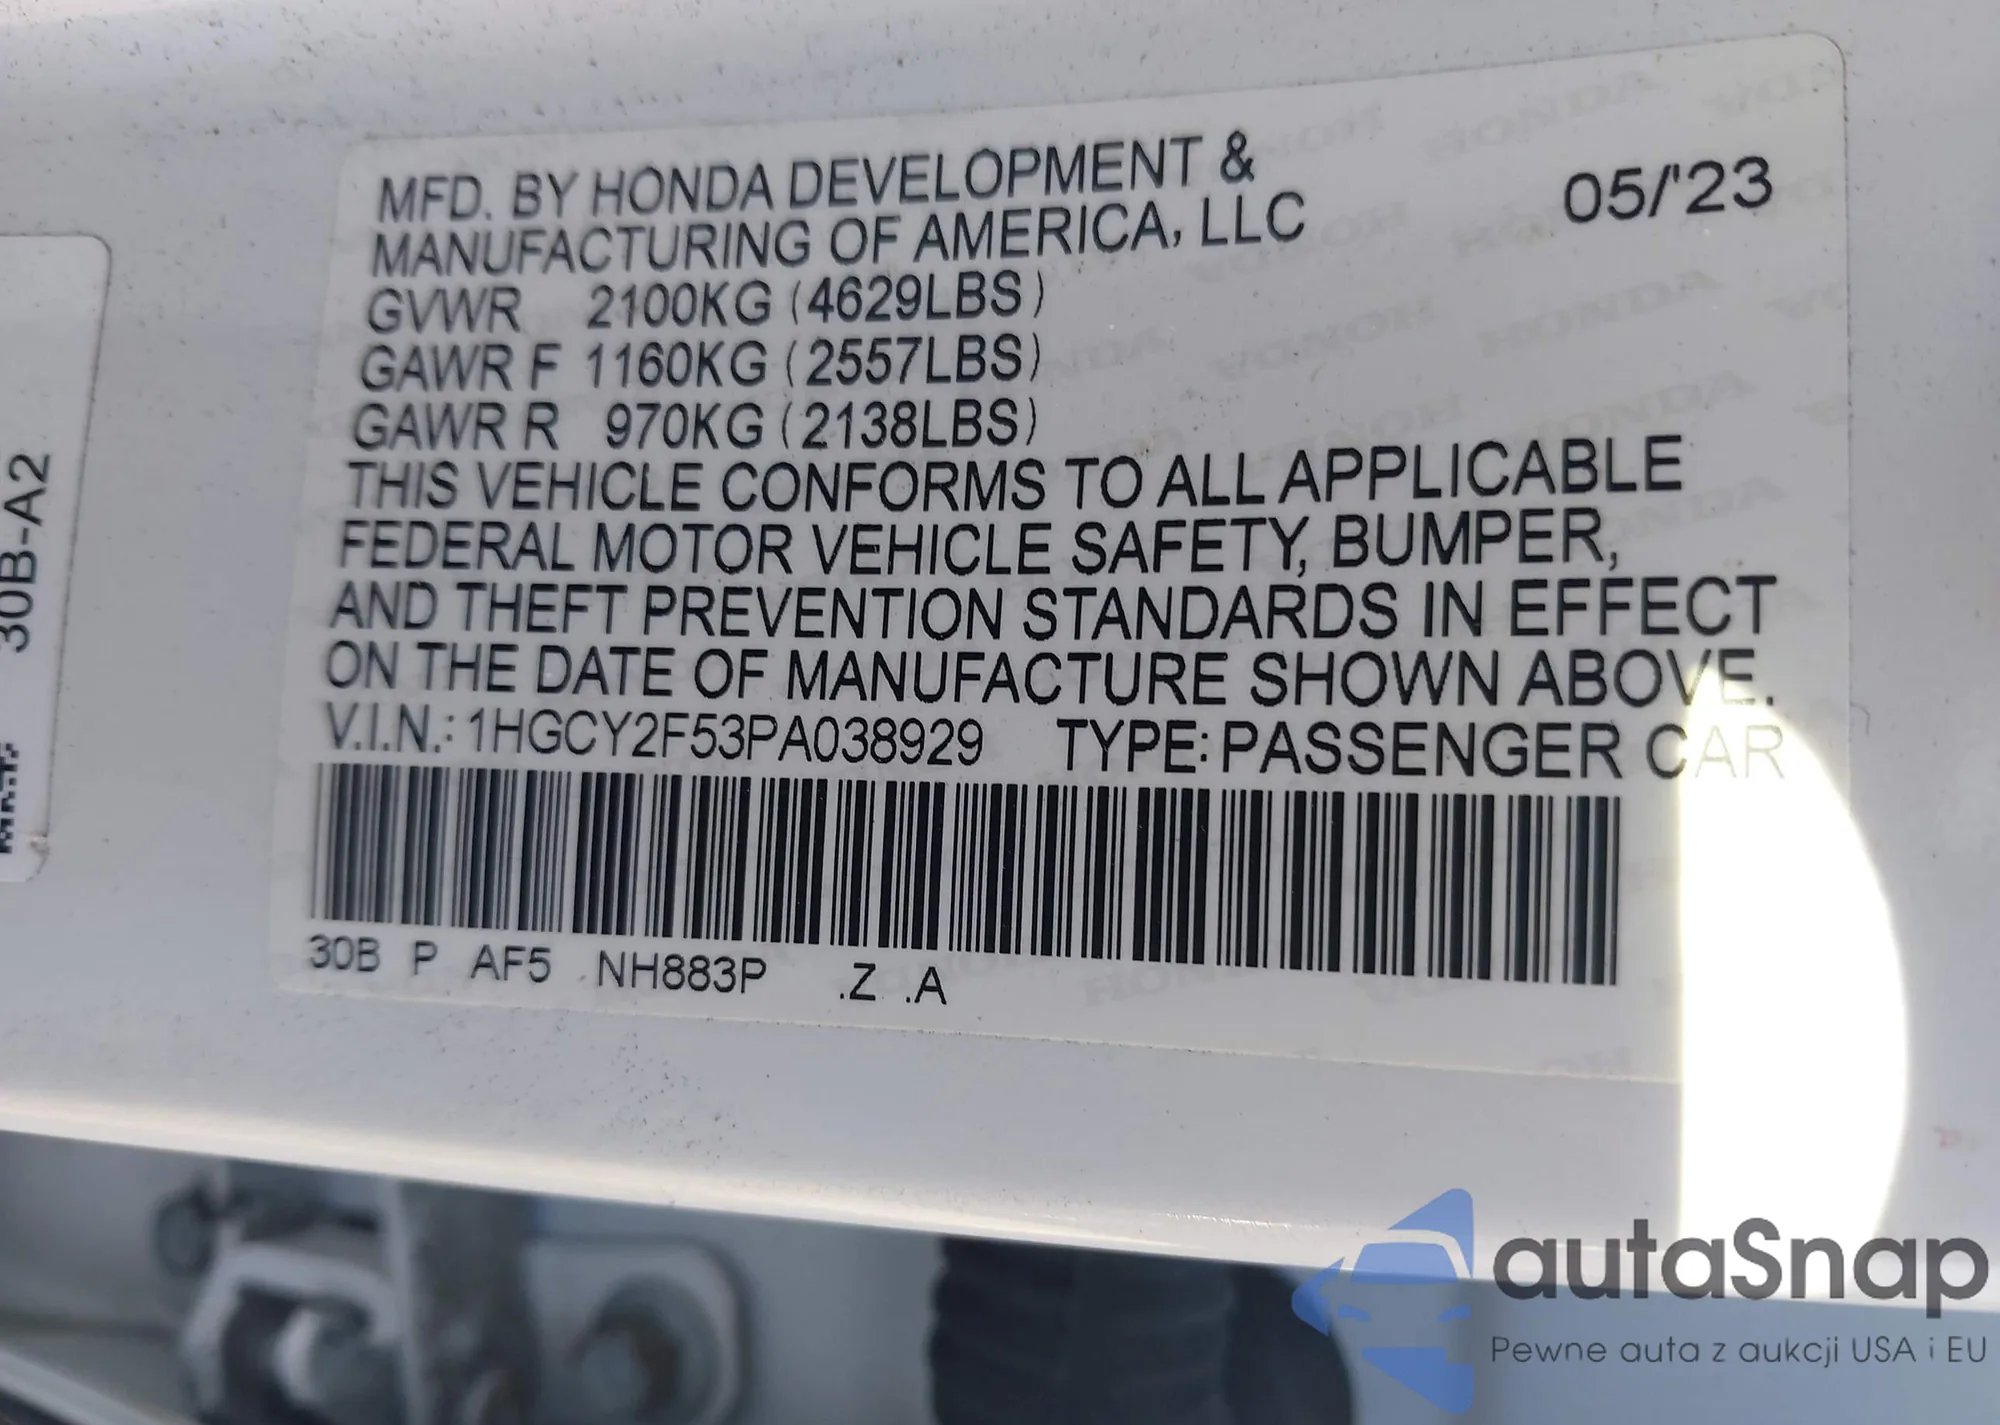 MFD. BY HONDA DEVELOPMENT &
MANUFACTURING OF AMERICA, LLC
05/'23
GVWR 2100KG (4629LBS)
GAWR F 1160KG (2557LBS)
GAWR R 970KG (2138LBS)
THIS VEHICLE CONFORMS TO ALL APPLICABLE
FEDERAL MOTOR VEHICLE SAFETY, BUMPER,
AND THEFT PREVENTION STANDARDS IN EFFECT
ON THE DATE OF MANUFACTURE SHOWN ABOVE.
V.I.N.: 1HGCY2F53PA038929 TYPE: PASSENGER CAR
30B P AF5 NH883P .Z .A
30B-A2
autaSnap
Pewne auta z aukcji USA i EU